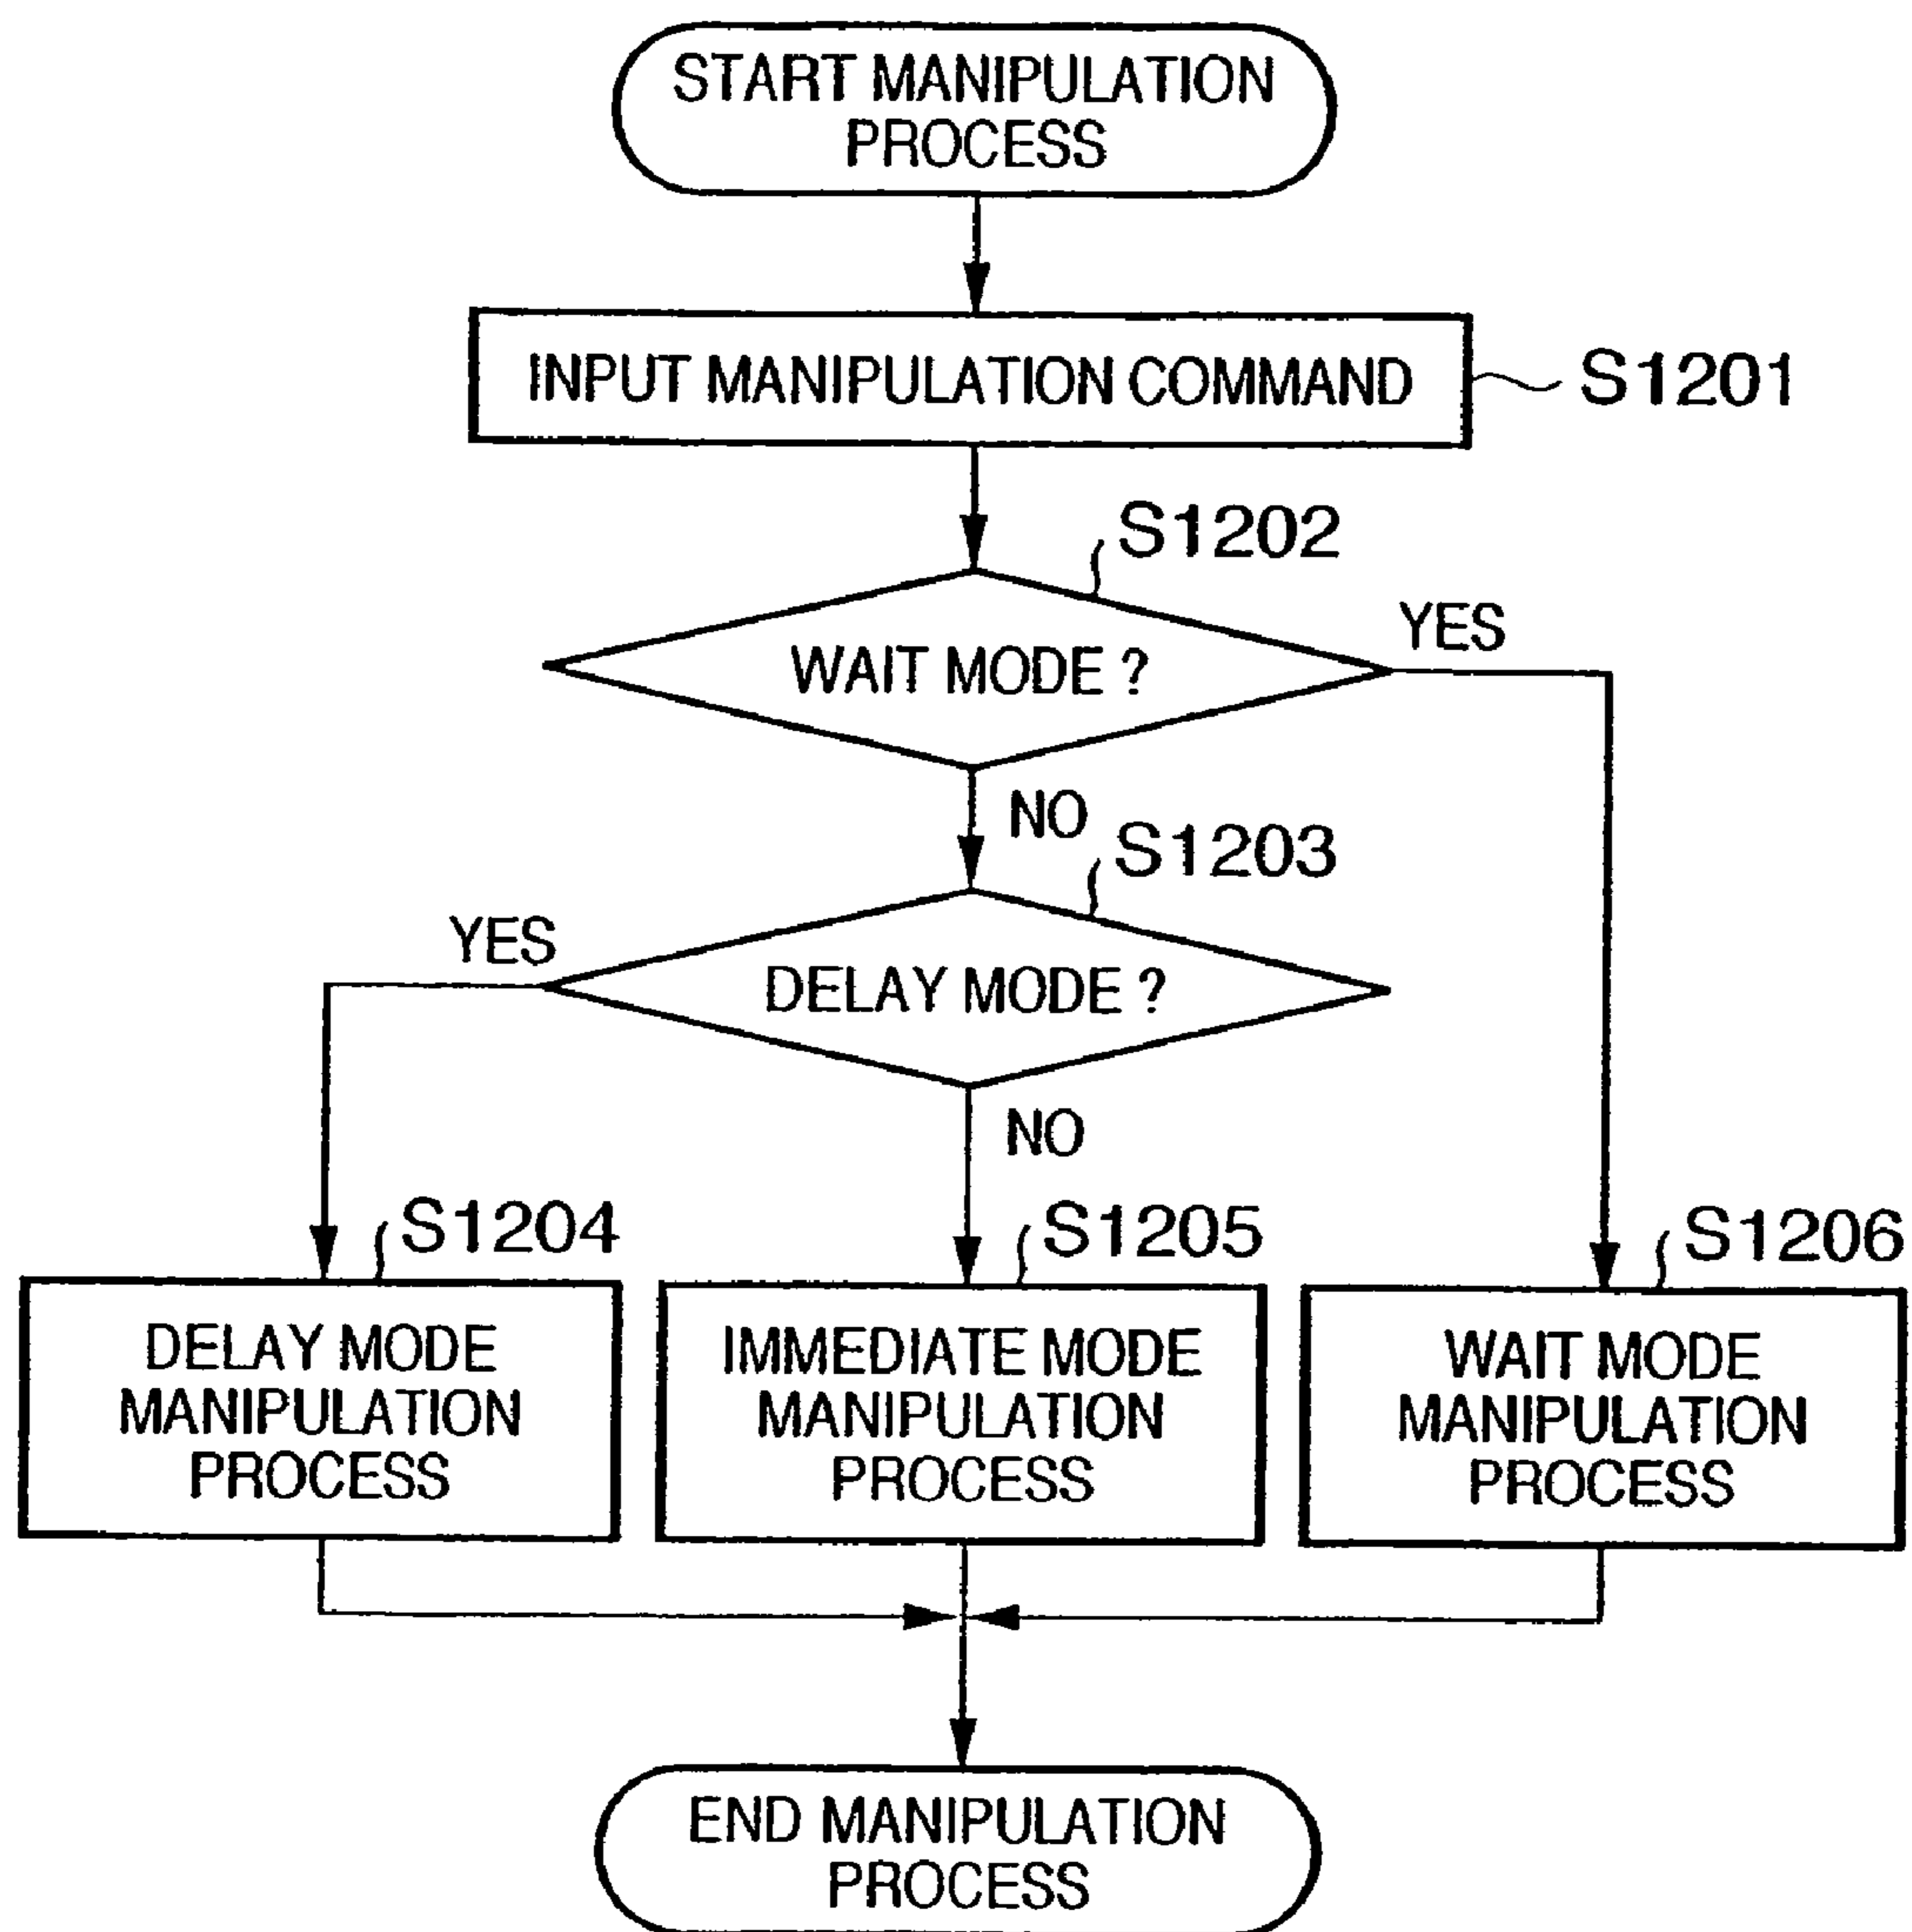 START MANIPULATION
PROCESS
INPUT MANIPULATION COMMAND
S1201
S1202
WAIT MODE ?
YES
NO
S1203
YES
DELAY MODE ?
NO
S1204
S1205
S1206
DELAY MODE
MANIPULATION
PROCESS
IMMEDIATE MODE
MANIPULATION
PROCESS
WAIT MODE
MANIPULATION
PROCESS
END MANIPULATION
PROCESS